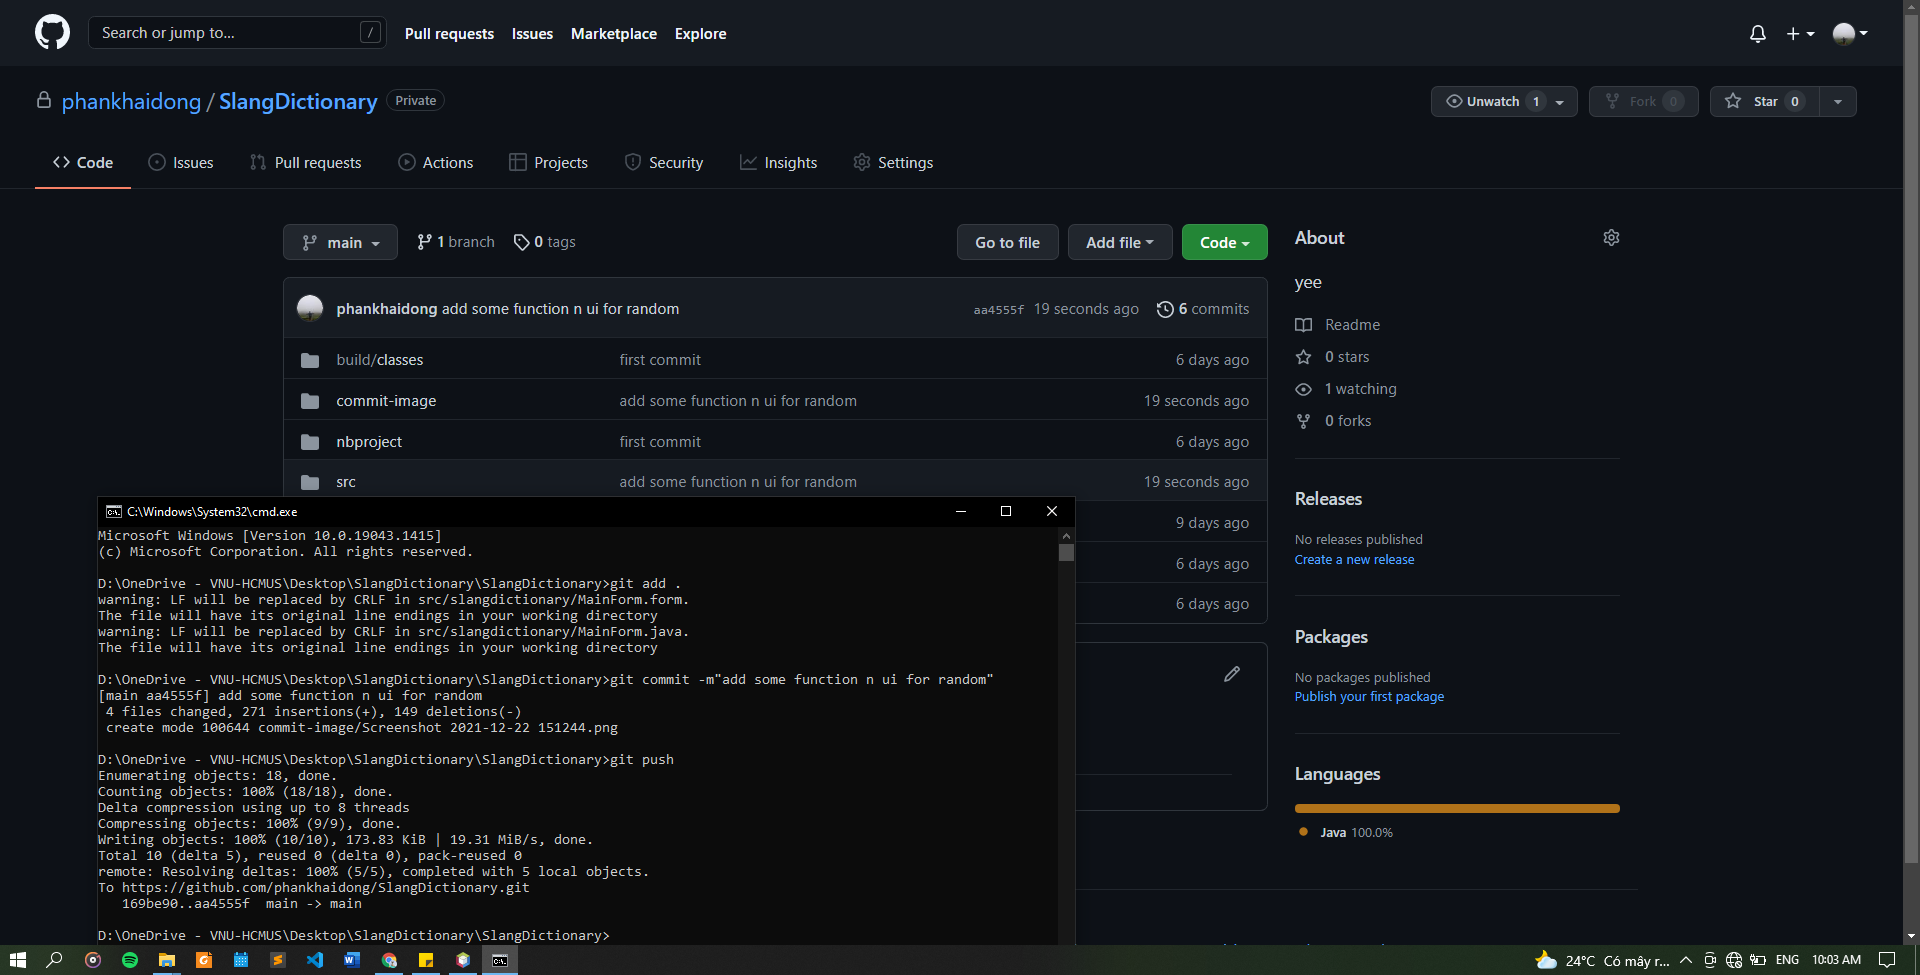 Search or jump to...
/
Pull requests
Issues
Marketplace
Explore
phankhaidong / SlangDictionary
Private
Unwatch 1
Fork 0
Star 0
Code
Issues
Pull requests
Actions
Projects
Security
Insights
Settings
main
1 branch
0 tags
Go to file
Add file
Code
phankhaidong add some function n ui for random
aa4555f 19 seconds ago
6 commits
build/classes first commit 6 days ago
commit-image add some function n ui for random 19 seconds ago
nbproject first commit 6 days ago
src add some function n ui for random 19 seconds ago
9 days ago
6 days ago
6 days ago
About
yee
Readme
0 stars
1 watching
0 forks
Releases
No releases published
Create a new release
Packages
No packages published
Publish your first package
Languages
Java 100.0%
C:\Windows\System32\cmd.exe
Microsoft Windows [Version 10.0.19043.1415]
(c) Microsoft Corporation. All rights reserved.
D:\OneDrive - VNU-HCMUS\Desktop\SlangDictionary\SlangDictionary>git add .
warning: LF will be replaced by CRLF in src/slangdictionary/MainForm.form.
The file will have its original line endings in your working directory
warning: LF will be replaced by CRLF in src/slangdictionary/MainForm.java.
The file will have its original line endings in your working directory
D:\OneDrive - VNU-HCMUS\Desktop\SlangDictionary\SlangDictionary>git commit -m"add some function n ui for random"
[main aa4555f] add some function n ui for random
4 files changed, 271 insertions(+), 149 deletions(-)
create mode 100644 commit-image/Screenshot 2021-12-22 151244.png
D:\OneDrive - VNU-HCMUS\Desktop\SlangDictionary\SlangDictionary>git push
Enumerating objects: 18, done.
Counting objects: 100% (18/18), done.
Delta compression using up to 8 threads
Compressing objects: 100% (9/9), done.
Writing objects: 100% (10/10), 173.83 KiB | 19.31 MiB/s, done.
Total 10 (delta 5), reused 0 (delta 0), pack-reused 0
remote: Resolving deltas: 100% (5/5), completed with 5 local objects.
To https://github.com/phankhaidong/SlangDictionary.git
169be90..aa4555f main -> main
D:\OneDrive - VNU-HCMUS\Desktop\SlangDictionary\SlangDictionary>
24°C Có mây r...
ENG
10:03 AM